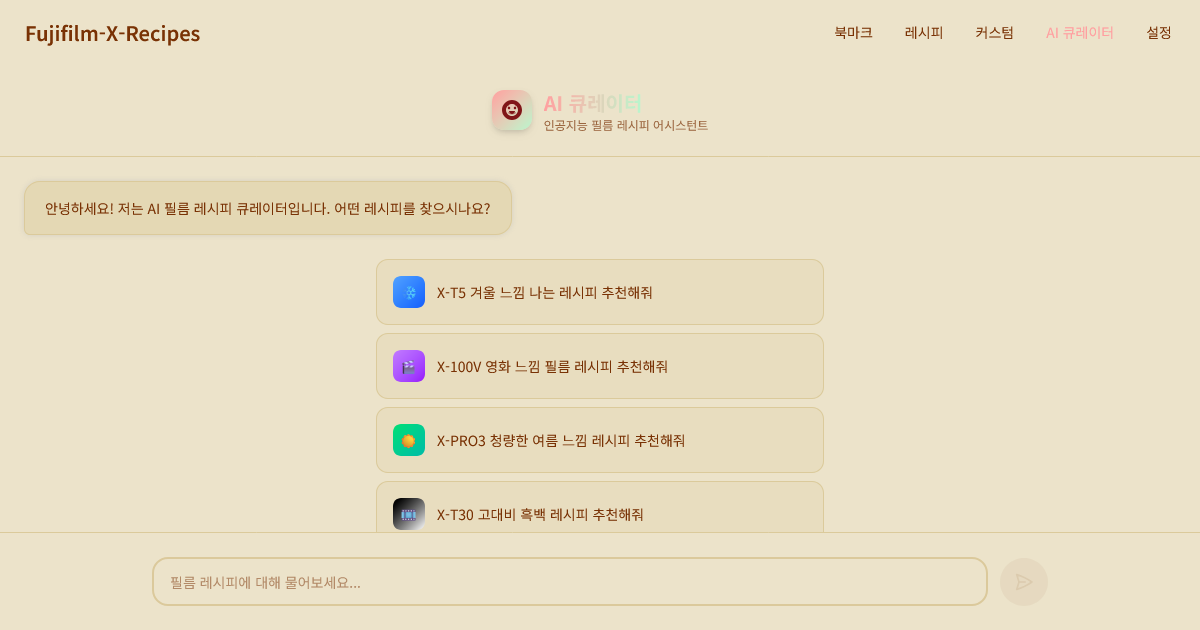 Fujifilm-X-Recipes
북마크 레시피 커스텀 AI 큐레이터 설정
AI 큐레이터
인공지능 필름 레시피 어시스턴트
안녕하세요! 저는 AI 필름 레시피 큐레이터입니다. 어떤 레시피를 찾으시나요?
X-T5 겨울 느낌 나는 레시피 추천해줘
X-100V 영화 느낌 필름 레시피 추천해줘
X-PRO3 청량한 여름 느낌 레시피 추천해줘
X-T30 고대비 흑백 레시피 추천해줘
필름 레시피에 대해 물어보세요...